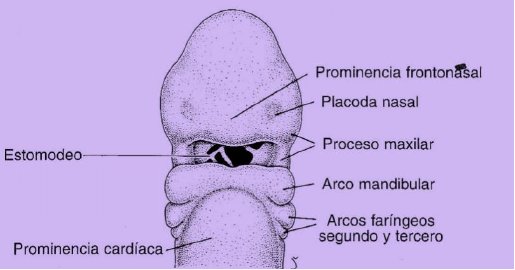 Prominencia frontonasal
Placoda nasal
Proceso maxilar
Estomodeo
Arco mandibular
Arcos faríngeos
segundo y tercero
Prominencia cardíaca